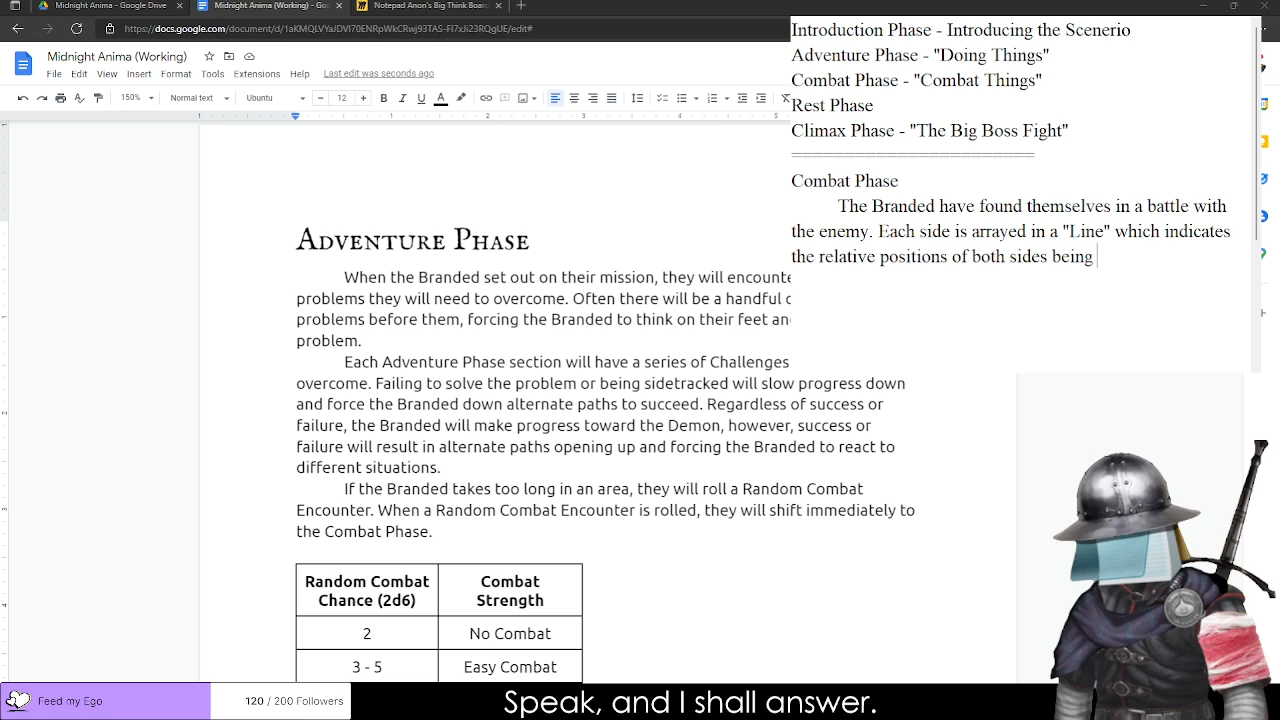 Midnight Anima - Google Drive
Midnight Anima (Working) - Goo
Notepad Anon's Big Think Board
https://docs.google.com/document/d/1aKMQLVYaJDVI70ENRpWkCRwj93TAS-FI7xJi23RQgUE/edit#
Midnight Anima (Working)
File Edit View Insert Format Tools Extensions Help Last edit was seconds ago
150% Normal text Ubuntu 12 B I U A
1 1 2 3 4 5
Introduction Phase - Introducing the Scenerio
Adventure Phase - "Doing Things"
Combat Phase - "Combat Things"
Rest Phase
Climax Phase - "The Big Boss Fight"
=======================
Combat Phase
The Branded have found themselves in a battle with
the enemy. Each side is arrayed in a "Line" which indicates
the relative positions of both sides being
Adventure Phase
When the Branded set out on their mission, they will encounte
problems they will need to overcome. Often there will be a handful
problems before them, forcing the Branded to think on their feet an
problem.
Each Adventure Phase section will have a series of Challenges
overcome. Failing to solve the problem or being sidetracked will slow progress down
and force the Branded down alternate paths to succeed. Regardless of success or
failure, the Branded will make progress toward the Demon, however, success or
failure will result in alternate paths opening up and forcing the Branded to react to
different situations.
If the Branded takes too long in an area, they will roll a Random Combat
Encounter. When a Random Combat Encounter is rolled, they will shift immediately to
the Combat Phase.
Random Combat Chance (2d6) Combat Strength
2 No Combat
3 - 5 Easy Combat
Feed my Ego 120 / 200 Followers
Speak, and I shall answer.